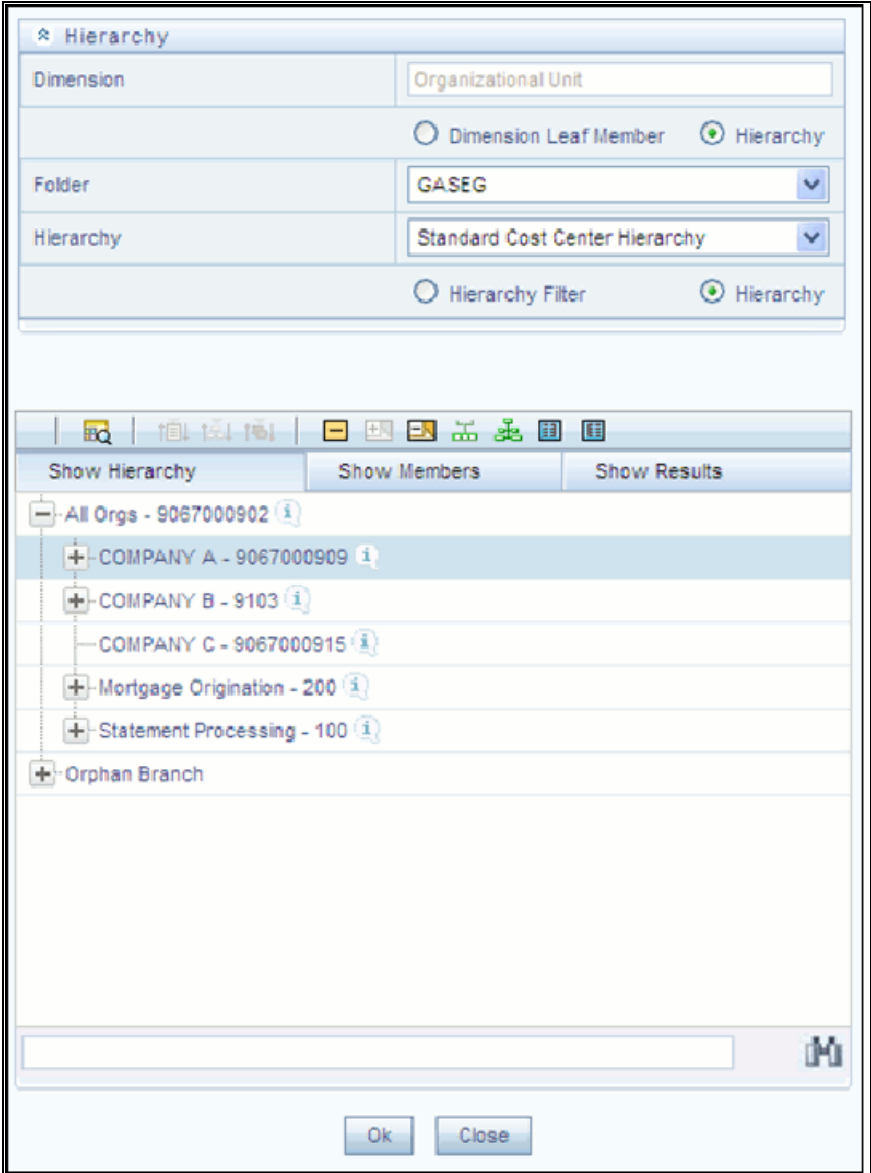 Hierarchy
Dimension Organizational Unit
Dimension Leaf Member Hierarchy
Folder GASEG
Hierarchy Standard Cost Center Hierarchy
Hierarchy Filter Hierarchy
Show Hierarchy Show Members Show Results
All Orgs - 9067000902
COMPANY A - 9067000909
COMPANY B - 9103
COMPANY C - 9067000915
Mortgage Origination - 200
Statement Processing - 100
Orphan Branch
Ok Close